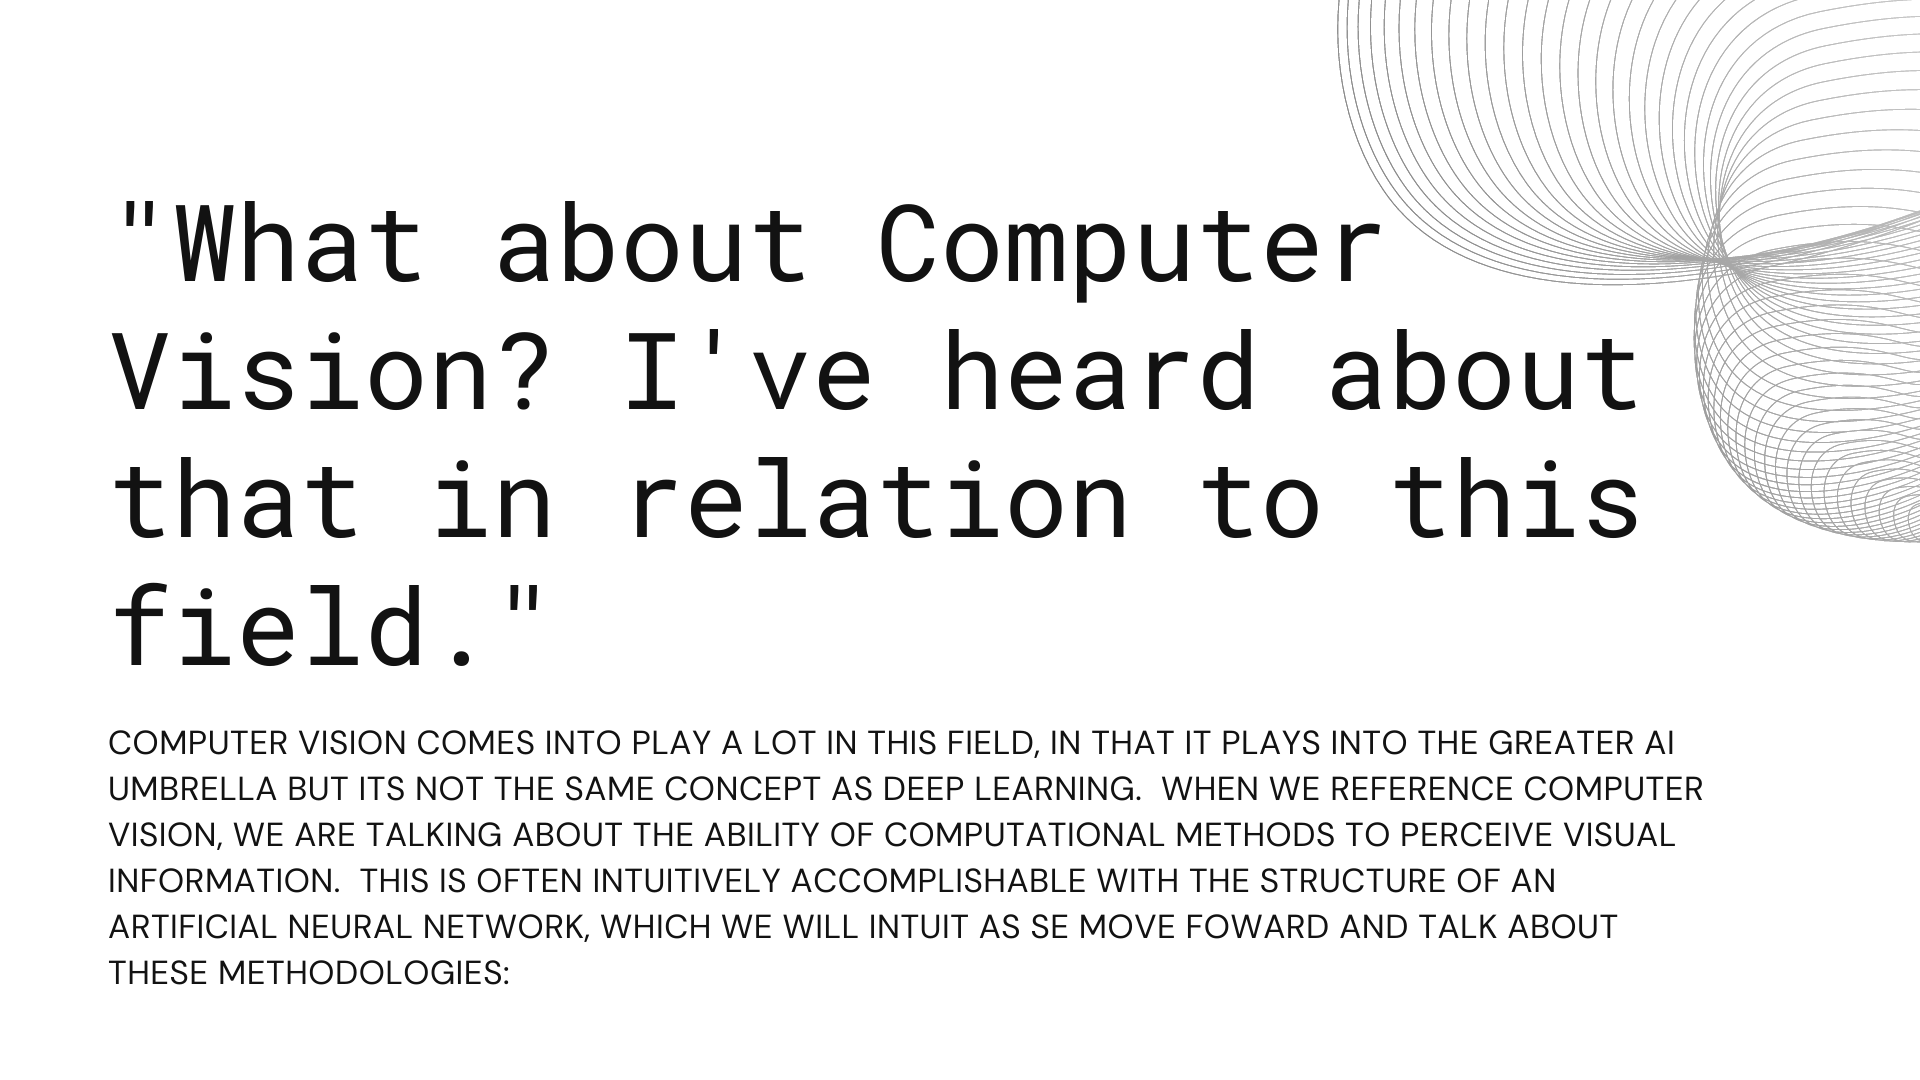 "What about Computer
Vision? I've heard about
that in relation to this
field."
COMPUTER VISION COMES INTO PLAY A LOT IN THIS FIELD, IN THAT IT PLAYS INTO THE GREATER AI
UMBRELLA BUT ITS NOT THE SAME CONCEPT AS DEEP LEARNING.  WHEN WE REFERENCE COMPUTER
VISION, WE ARE TALKING ABOUT THE ABILITY OF COMPUTATIONAL METHODS TO PERCEIVE VISUAL
INFORMATION.  THIS IS OFTEN INTUITIVELY ACCOMPLISHABLE WITH THE STRUCTURE OF AN
ARTIFICIAL NEURAL NETWORK, WHICH WE WILL INTUIT AS SE MOVE FOWARD AND TALK ABOUT
THESE METHODOLOGIES: